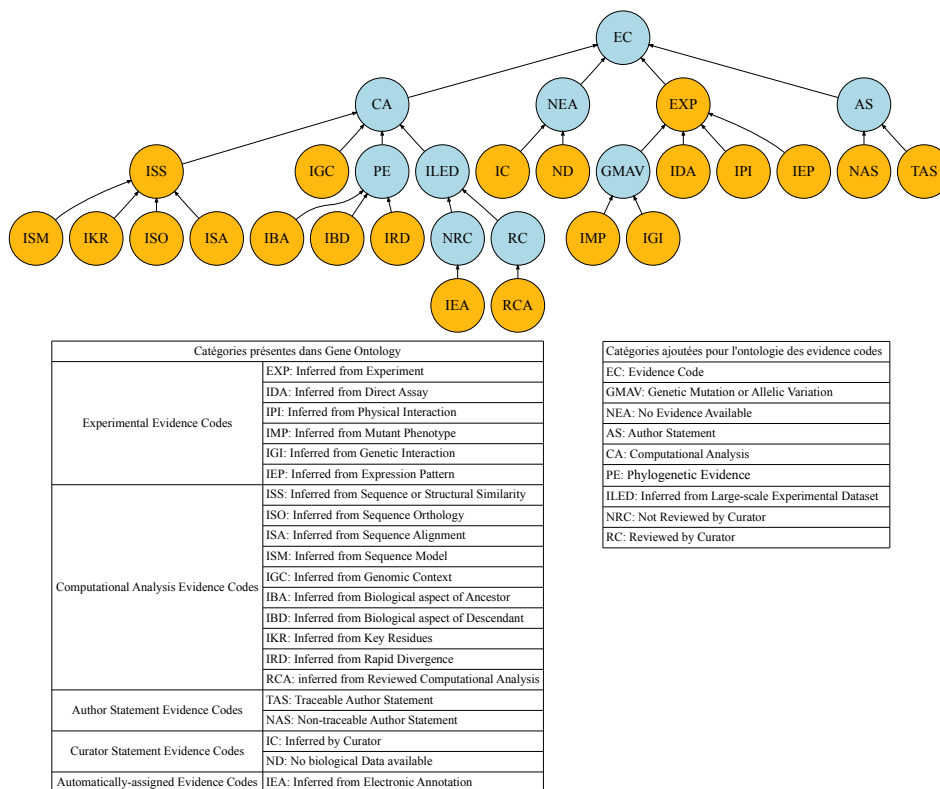 EC
CA
NEA
EXP
AS
ISS
IGC
PE
ILED
IC
ND
GMAV
IDA
IPI
IEP
NAS
TAS
ISM
IKR
ISO
ISA
IBA
IBD
IRD
NRC
RC
IMP
IGI
IEA
RCA
Catégories présentes dans Gene Ontology
Experimental Evidence Codes
EXP: Inferred from Experiment
IDA: Inferred from Direct Assay
IPI: Inferred from Physical Interaction
IMP: Inferred from Mutant Phenotype
IGI: Inferred from Genetic Interaction
IEP: Inferred from Expression Pattern
Computational Analysis Evidence Codes
ISS: Inferred from Sequence or Structural Similarity
ISO: Inferred from Sequence Orthology
ISA: Inferred from Sequence Alignment
ISM: Inferred from Sequence Model
IGC: Inferred from Genomic Context
IBA: Inferred from Biological aspect of Ancestor
IBD: Inferred from Biological aspect of Descendant
IKR: Inferred from Key Residues
IRD: Inferred from Rapid Divergence
RCA: inferred from Reviewed Computational Analysis
Author Statement Evidence Codes
TAS: Traceable Author Statement
NAS: Non-traceable Author Statement
Curator Statement Evidence Codes
IC: Inferred by Curator
ND: No biological Data available
Automatically-assigned Evidence Codes
IEA: Inferred from Electronic Annotation
Catégories ajoutées pour l'ontologie des evidence codes
EC: Evidence Code
GMAV: Genetic Mutation or Allelic Variation
NEA: No Evidence Available
AS: Author Statement
CA: Computational Analysis
PE: Phylogenetic Evidence
ILED: Inferred from Large-scale Experimental Dataset
NRC: Not Reviewed by Curator
RC: Reviewed by Curator